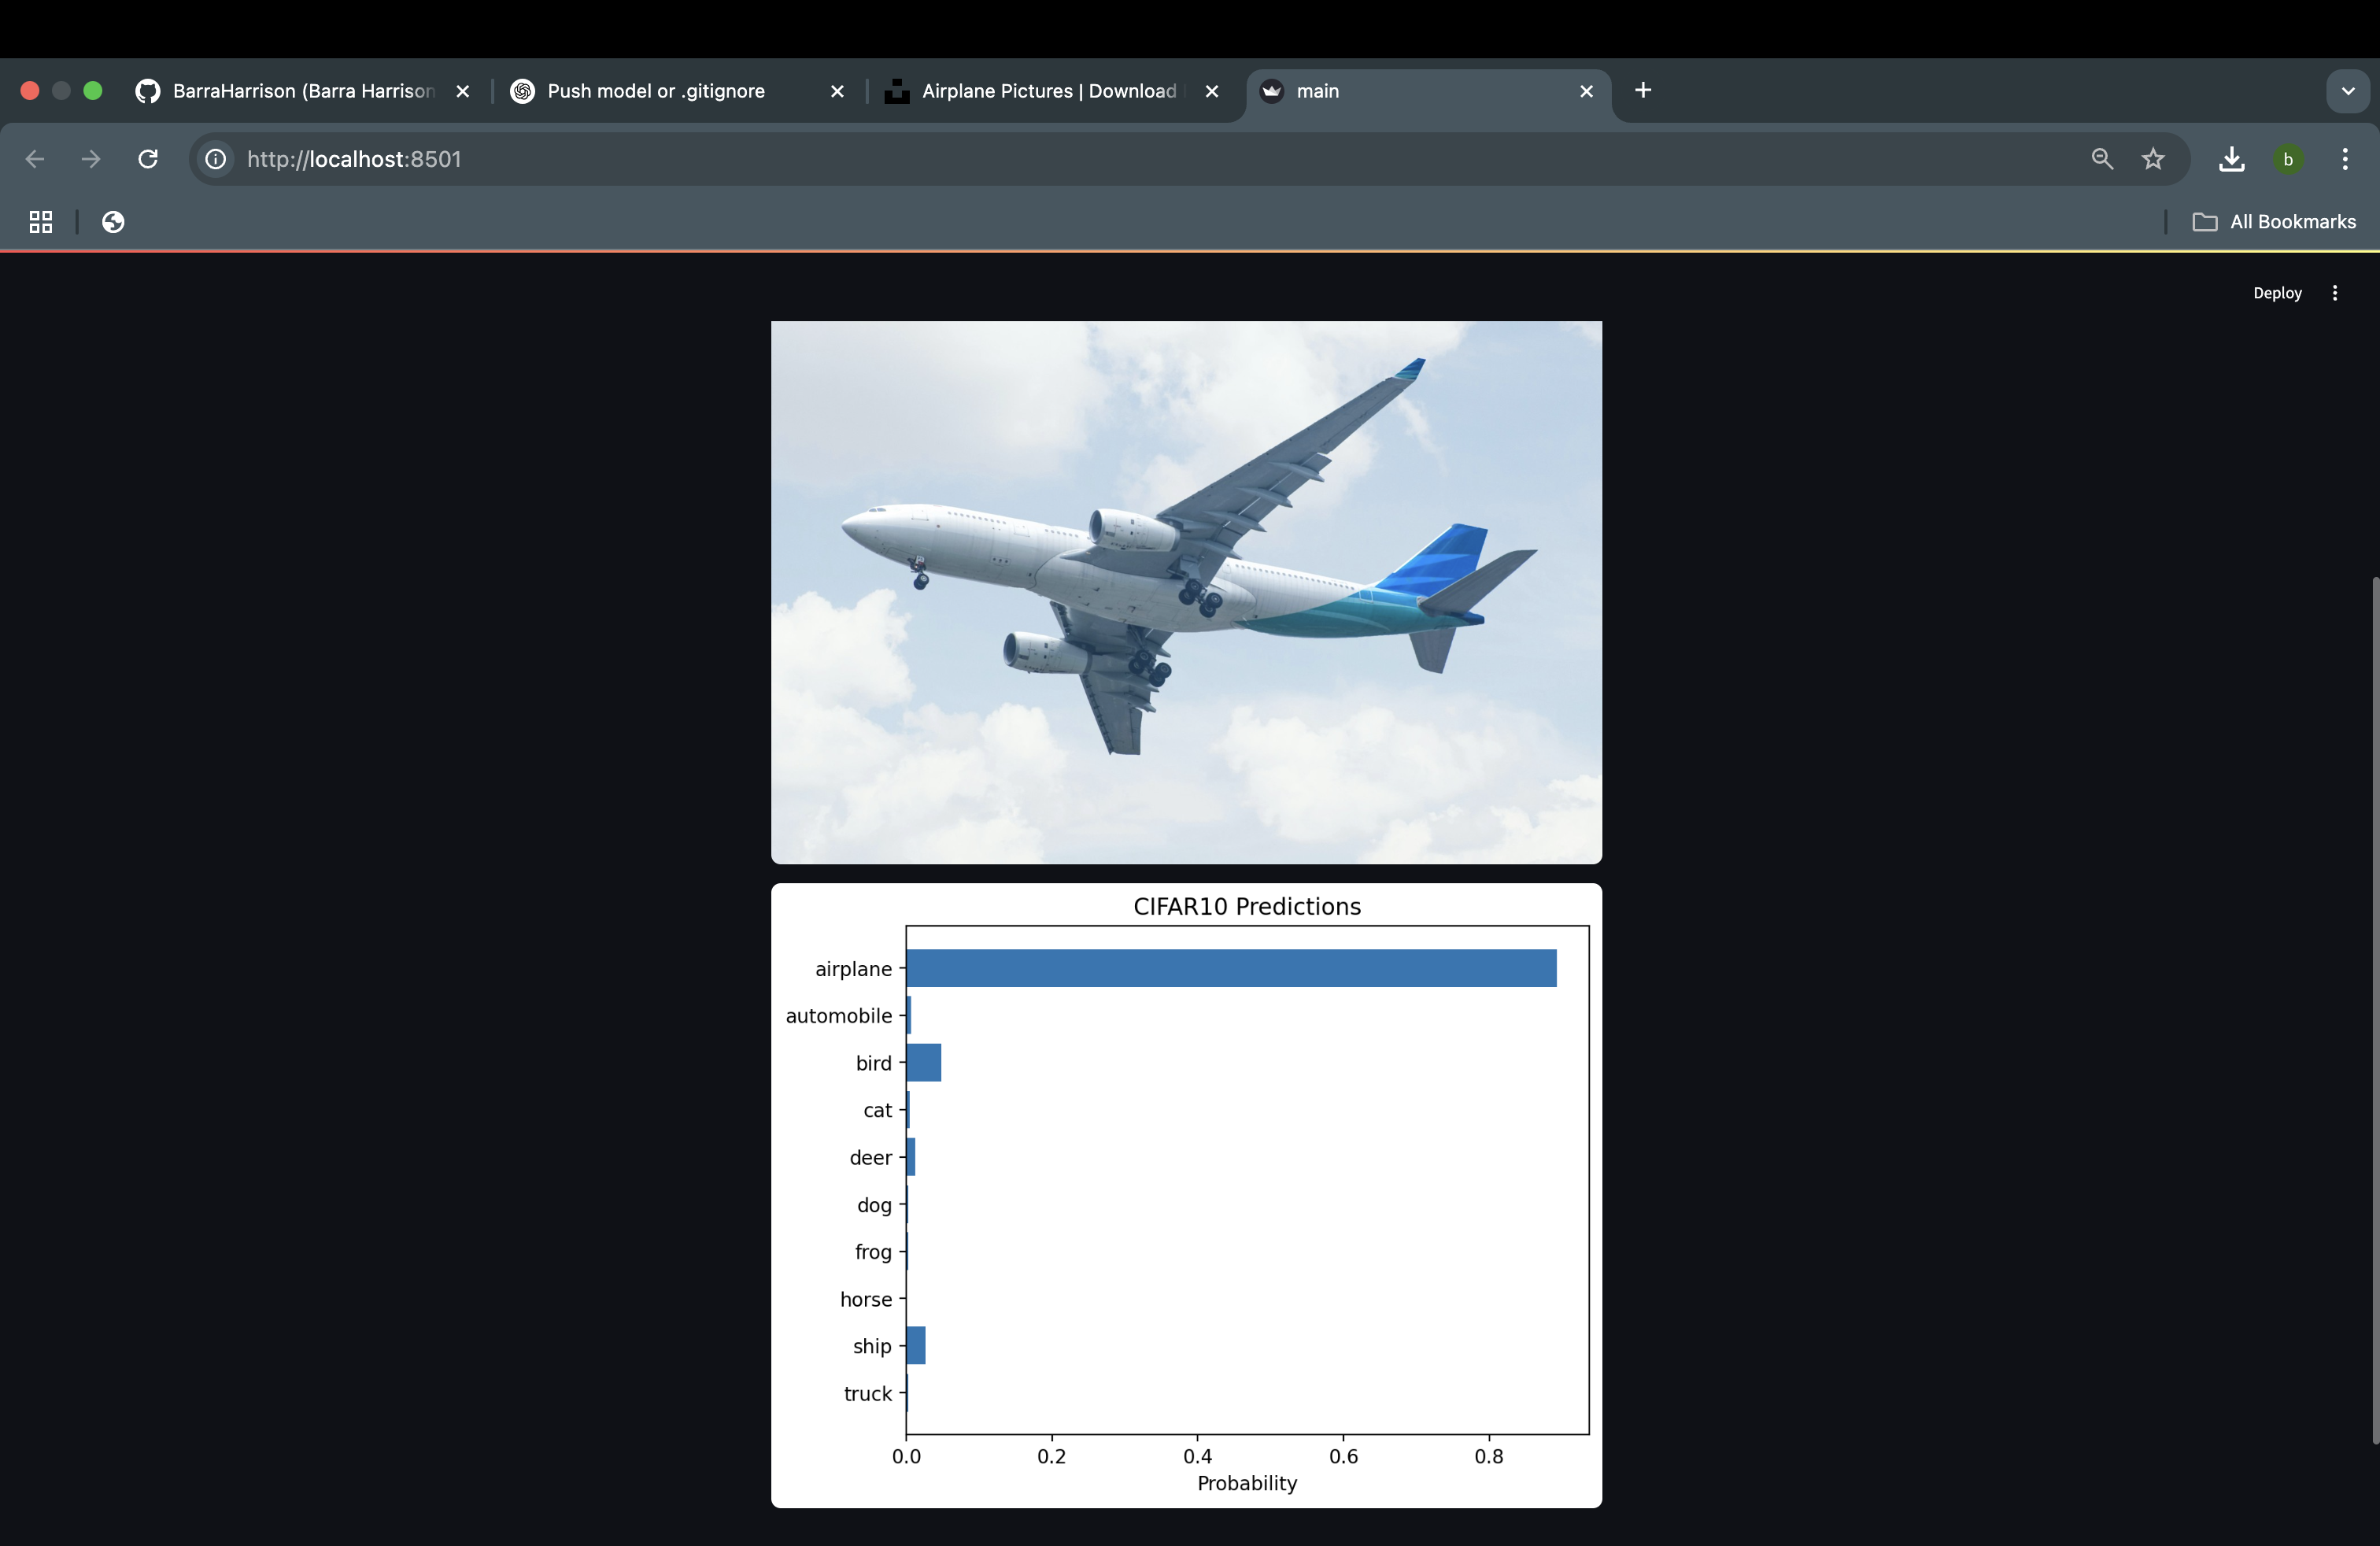 BarraHarrison (Barra Harrison
Push model or .gitignore
Airplane Pictures | Download
main
http://localhost:8501
b
All Bookmarks
Deploy
CIFAR10 Predictions
airplane
automobile
bird
cat
deer
dog
frog
horse
ship
truck
0.0 0.2 0.4 0.6 0.8
Probability